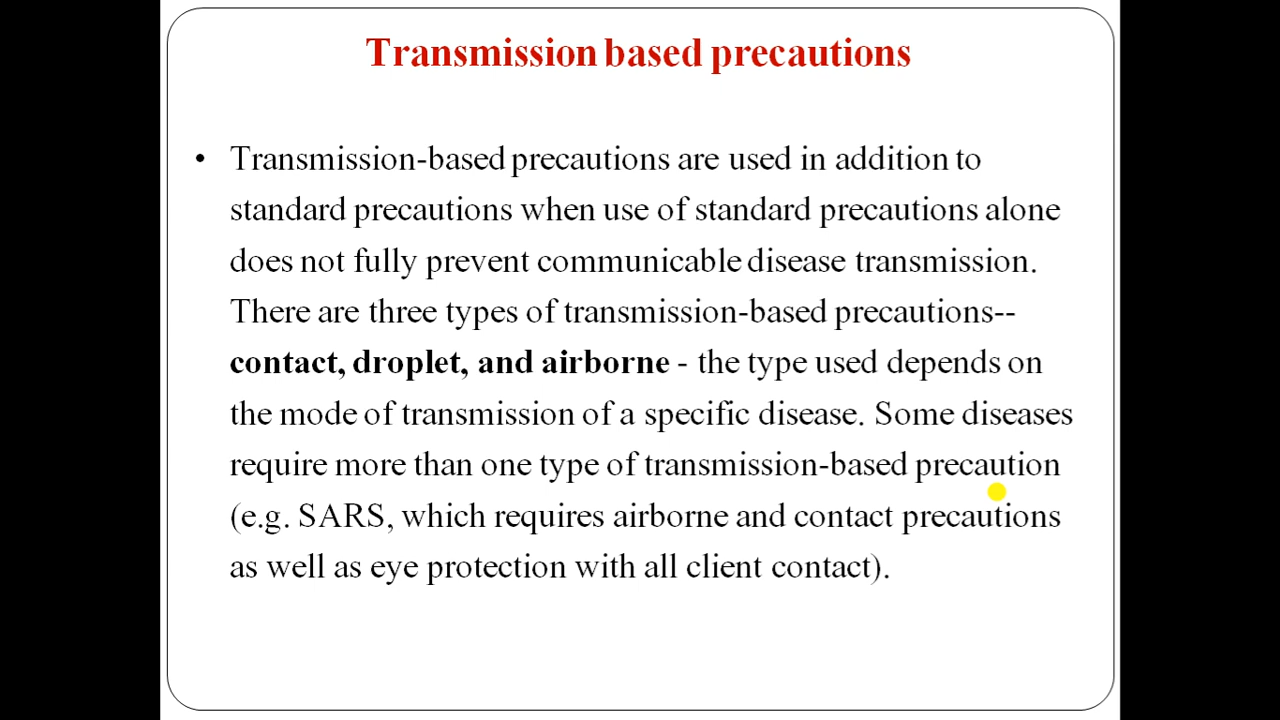 Transmission based precautions
• Transmission-based precautions are used in addition to
standard precautions when use of standard precautions alone
does not fully prevent communicable disease transmission.
There are three types of transmission-based precautions--
contact, droplet, and airborne - the type used depends on
the mode of transmission of a specific disease. Some diseases
require more than one type of transmission-based precaution
(e.g. SARS, which requires airborne and contact precautions
as well as eye protection with all client contact).